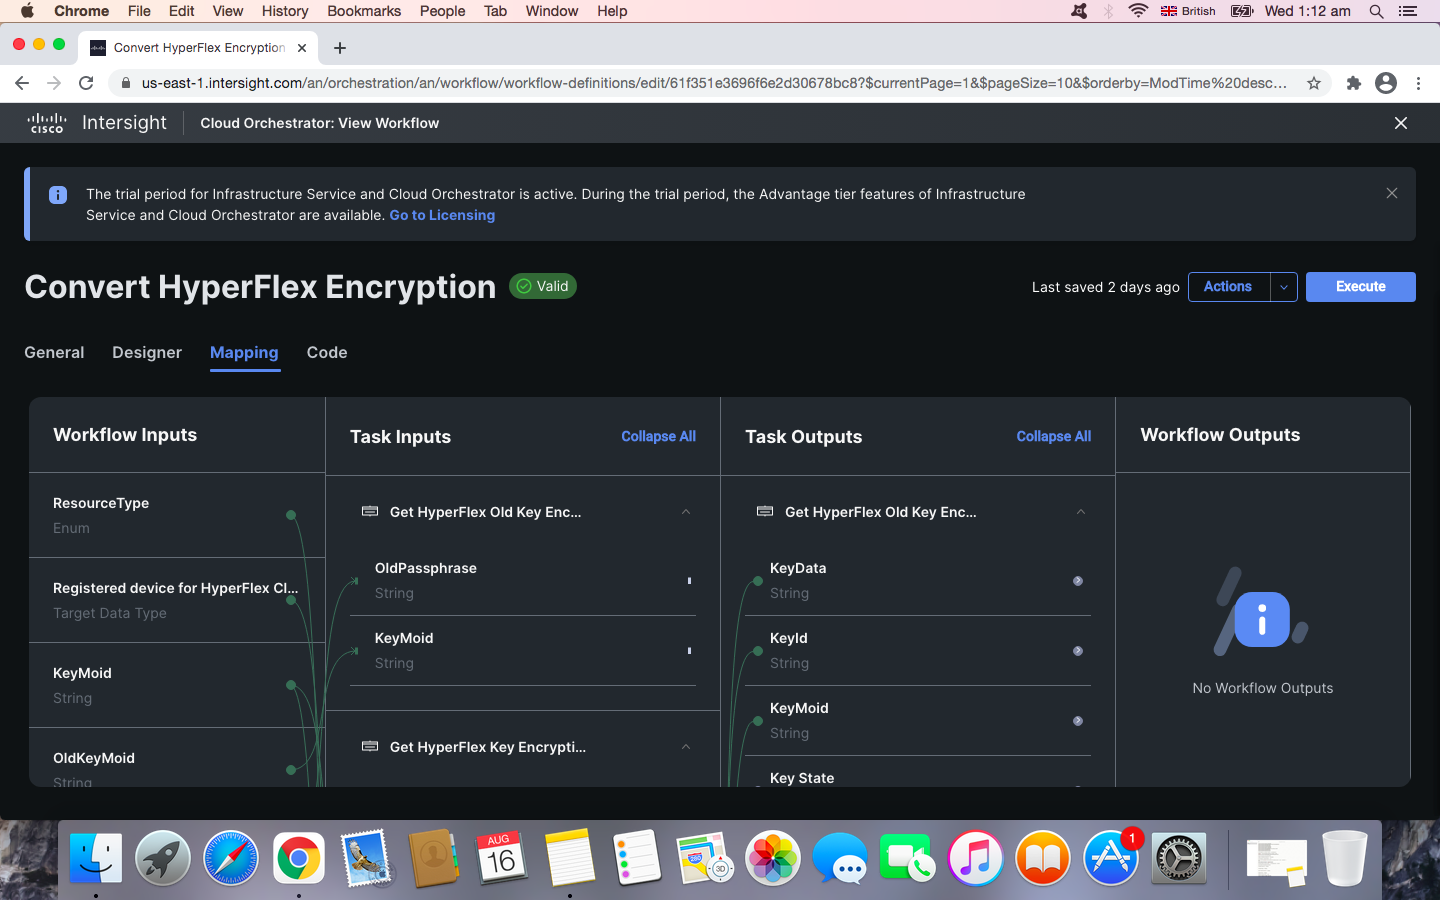 Chrome File Edit View History Bookmarks People Tab Window Help British Wed 1:12 am
Convert HyperFlex Encryption
us-east-1.intersight.com/an/orchestration/an/workflow/workflow-definitions/edit/61f351e3696f6e2d30678bc8?$currentPage=1&$pageSize=10&$orderby=ModTime%20desc...
CISCO Intersight Cloud Orchestrator: View Workflow
The trial period for Infrastructure Service and Cloud Orchestrator is active. During the trial period, the Advantage tier features of Infrastructure
Service and Cloud Orchestrator are available. Go to Licensing
Convert HyperFlex Encryption Valid
Last saved 2 days ago Actions Execute
General Designer Mapping Code
Workflow Inputs
ResourceType
Enum
Registered device for HyperFlex Cl...
Target Data Type
KeyMoid
String
OldKeyMoid
String
Task Inputs Collapse All
Get HyperFlex Old Key Enc...
OldPassphrase
String
KeyMoid
String
Get HyperFlex Key Encrypti...
Task Outputs Collapse All
Get HyperFlex Old Key Enc...
KeyData
String
KeyId
String
KeyMoid
String
Key State
Workflow Outputs
No Workflow Outputs
AUG
16
280
3D
1